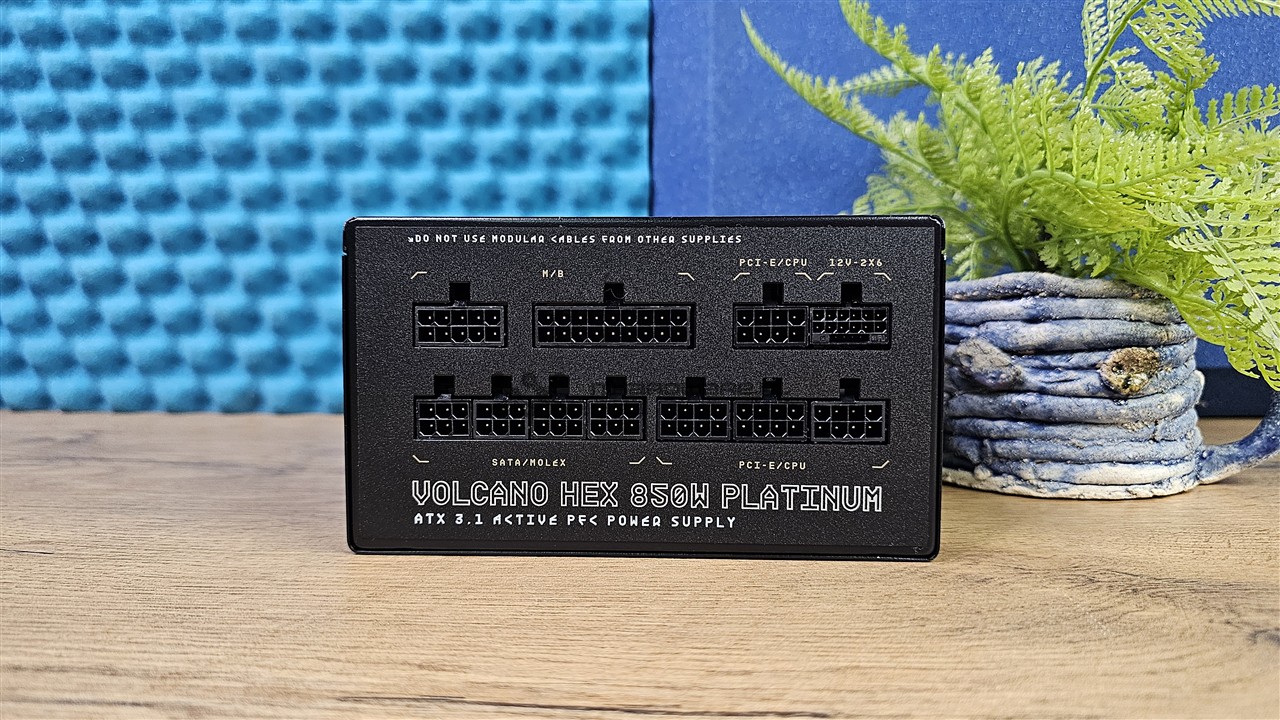 DO NOT USE MODULAR CABLES FROM OTHER SUPPLIES
PCI-E/CPU 12V-2X6
M/B
SATA/MOLEX PCI-E/CPU
VOLCANO HEX 850W PLATINUM
ATX 3.1 ACTIVE PFC POWER SUPPLY